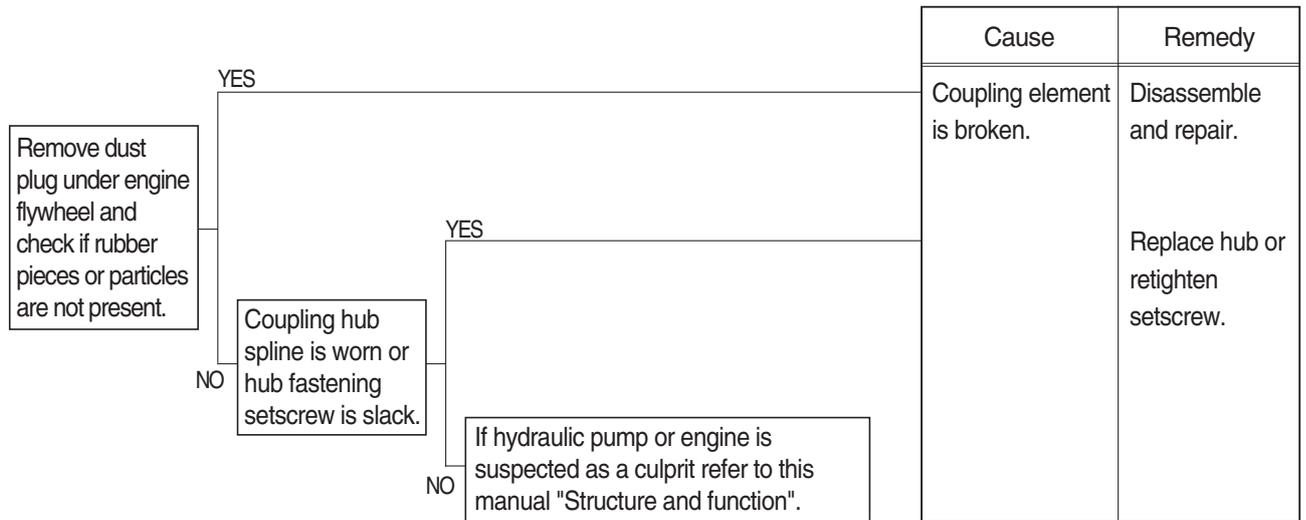 Cause
Remedy
YES
Coupling element
is broken.
Disassemble
and repair.
Remove dust
plug under engine
flywheel and
check if rubber
pieces or particles
are not present.
YES
Replace hub or
retighten
setscrew.
NO
Coupling hub
spline is worn or
hub fastening
setscrew is slack.
NO
If hydraulic pump or engine is
suspected as a culprit refer to this
manual "Structure and function".